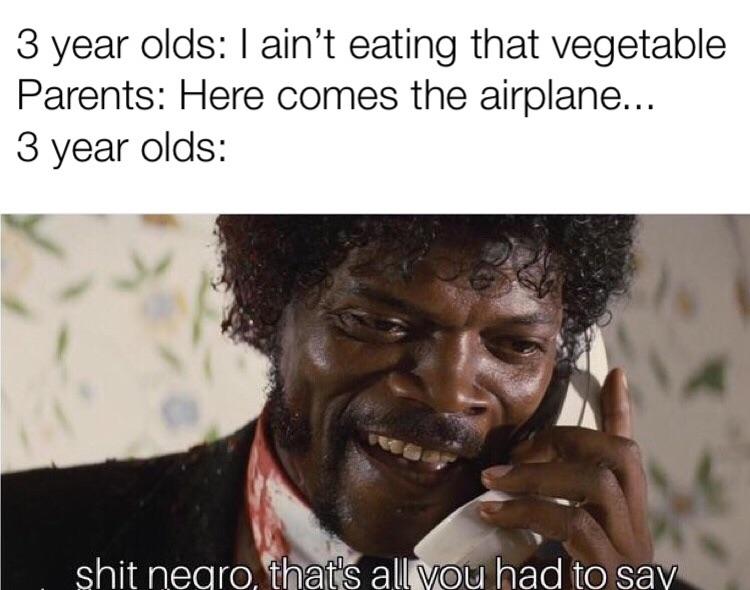 3 year olds: I ain’t eating that vegetable
Parents: Here comes the airplane...
3 year olds:
shit negro, that's all you had to say